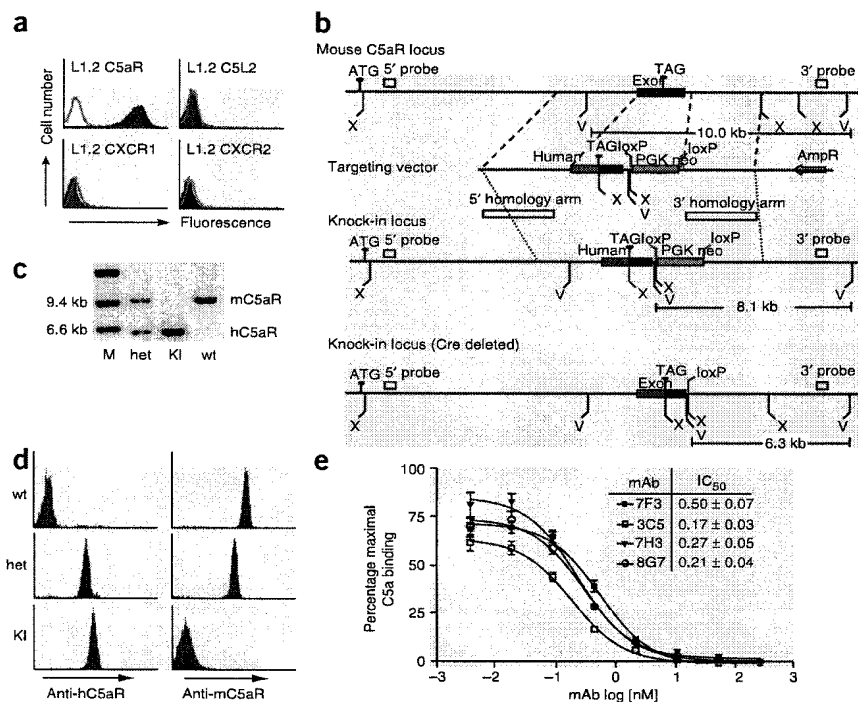 a
L1.2 C5aR
L1.2 C5L2
L1.2 CXCR1
L1.2 CXCR2
Cell number
Fluorescence
b
Mouse C5aR locus
ATG
5′ probe
TAG
Exon
3′ probe
X
V
X
X
V
10.0 kb
Targeting vector
Human
TAG
loxP
PGK neo
loxP
AmpR
X
X
V
5′ homology arm
3′ homology arm
Knock-in locus
ATG
5′ probe
Human
TAG
loxP
PGK neo
loxP
3′ probe
X
V
X
X
V
V
8.1 kb
Knock-in locus (Cre deleted)
ATG
5′ probe
Exon
TAG
loxP
3′ probe
X
V
X
X
V
X
V
6.3 kb
c
9.4 kb
6.6 kb
mC5aR
hC5aR
M het KI wt
d
wt
het
KI
Anti-hC5aR
Anti-mC5aR
e
Percentage maximal
C5a binding
100
75
50
25
0
−3 −2 −1 0 1 2 3
mAb log [nM]
mAb IC50
7F3 0.50 ± 0.07
3C5 0.17 ± 0.03
7H3 0.27 ± 0.05
8G7 0.21 ± 0.04